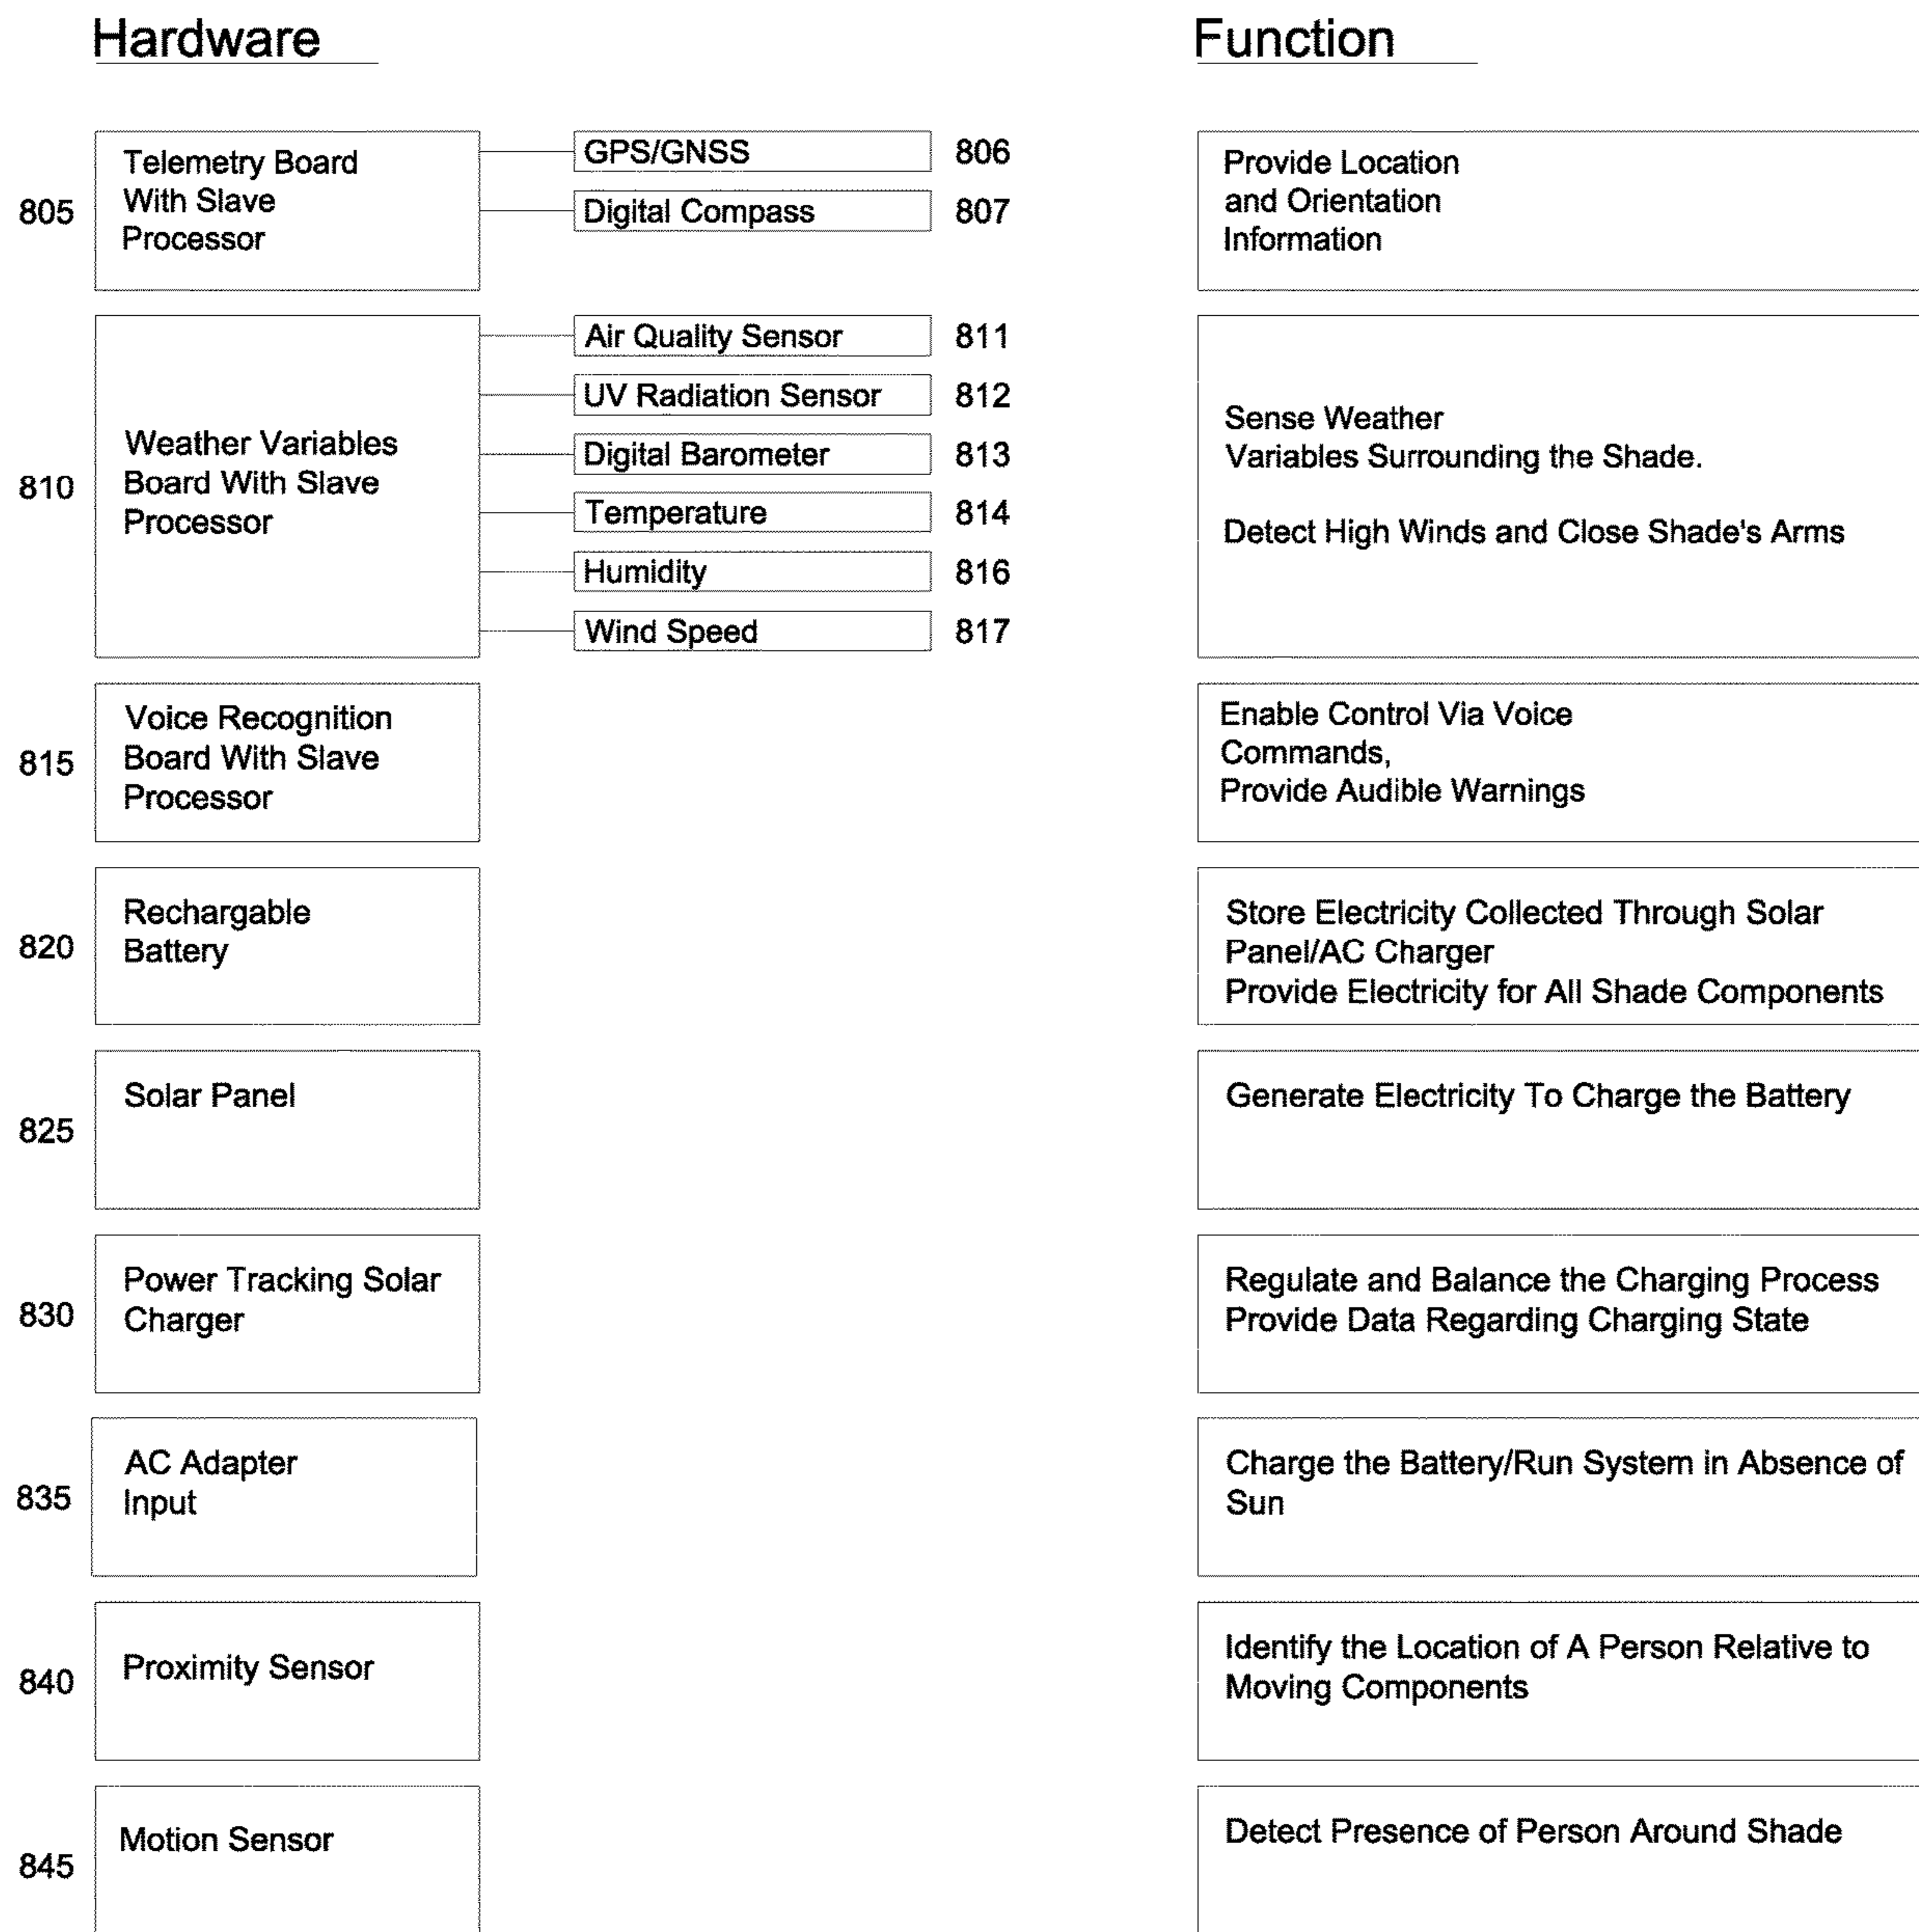 Hardware
Function
805
Telemetry Board
With Slave
Processor
GPS/GNSS
806
Digital Compass
807
Provide Location
and Orientation
Information
810
Weather Variables
Board With Slave
Processor
Air Quality Sensor
811
UV Radiation Sensor
812
Digital Barometer
813
Temperature
814
Humidity
816
Wind Speed
817
Sense Weather
Variables Surrounding the Shade.
Detect High Winds and Close Shade's Arms
815
Voice Recognition
Board With Slave
Processor
Enable Control Via Voice
Commands,
Provide Audible Warnings
820
Rechargable
Battery
Store Electricity Collected Through Solar
Panel/AC Charger
Provide Electricity for All Shade Components
825
Solar Panel
Generate Electricity To Charge the Battery
830
Power Tracking Solar
Charger
Regulate and Balance the Charging Process
Provide Data Regarding Charging State
835
AC Adapter
Input
Charge the Battery/Run System in Absence of
Sun
840
Proximity Sensor
Identify the Location of A Person Relative to
Moving Components
845
Motion Sensor
Detect Presence of Person Around Shade